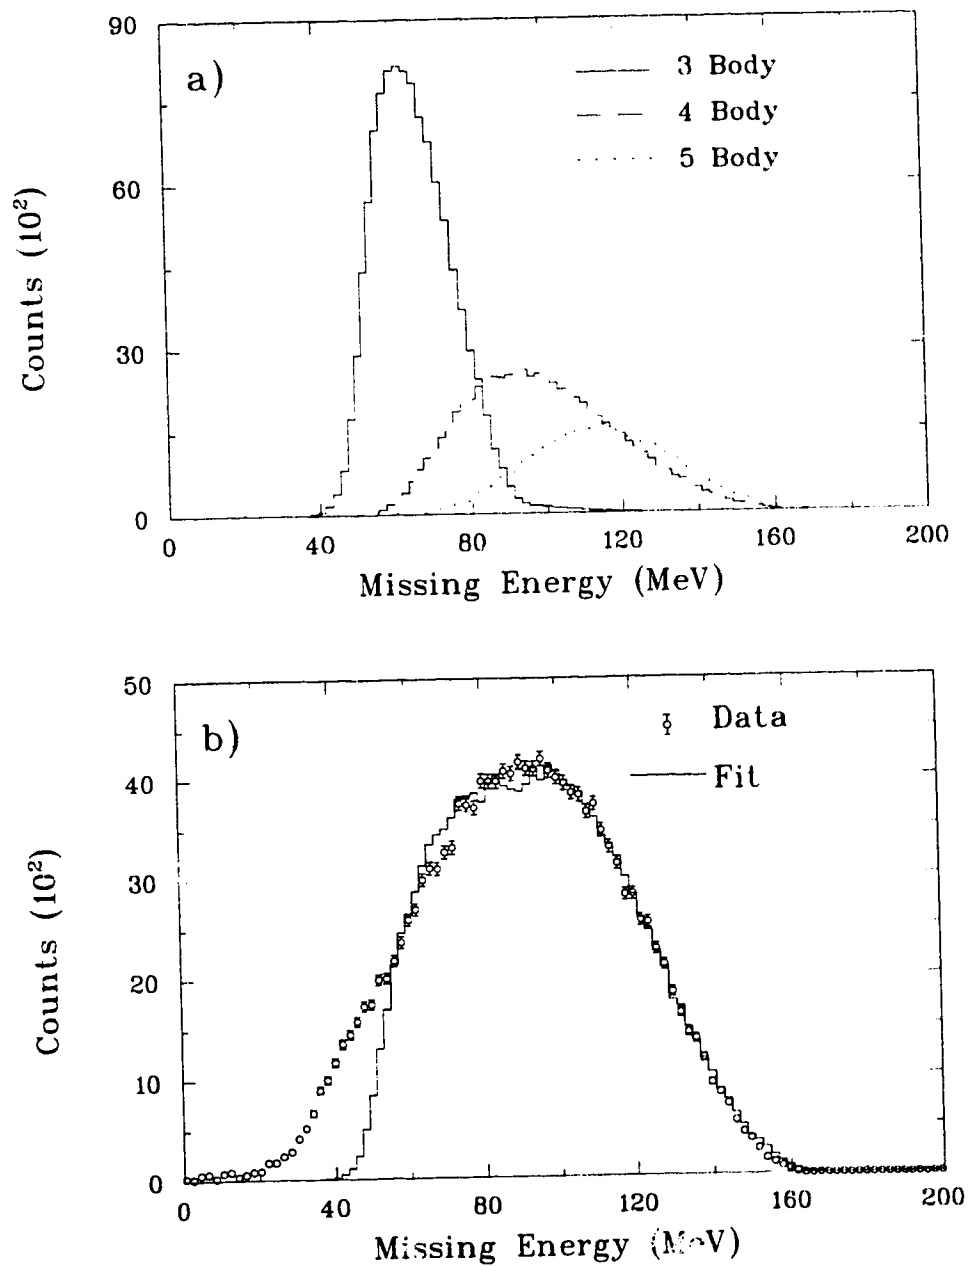 90
a)
3 Body
4 Body
5 Body
60
Counts (10²)
30
0
0 40 80 120 160 200
Missing Energy (MeV)
50
b)
Data
Fit
40
30
Counts (10²)
20
10
0
0 40 80 120 160 200
Missing Energy (MeV)